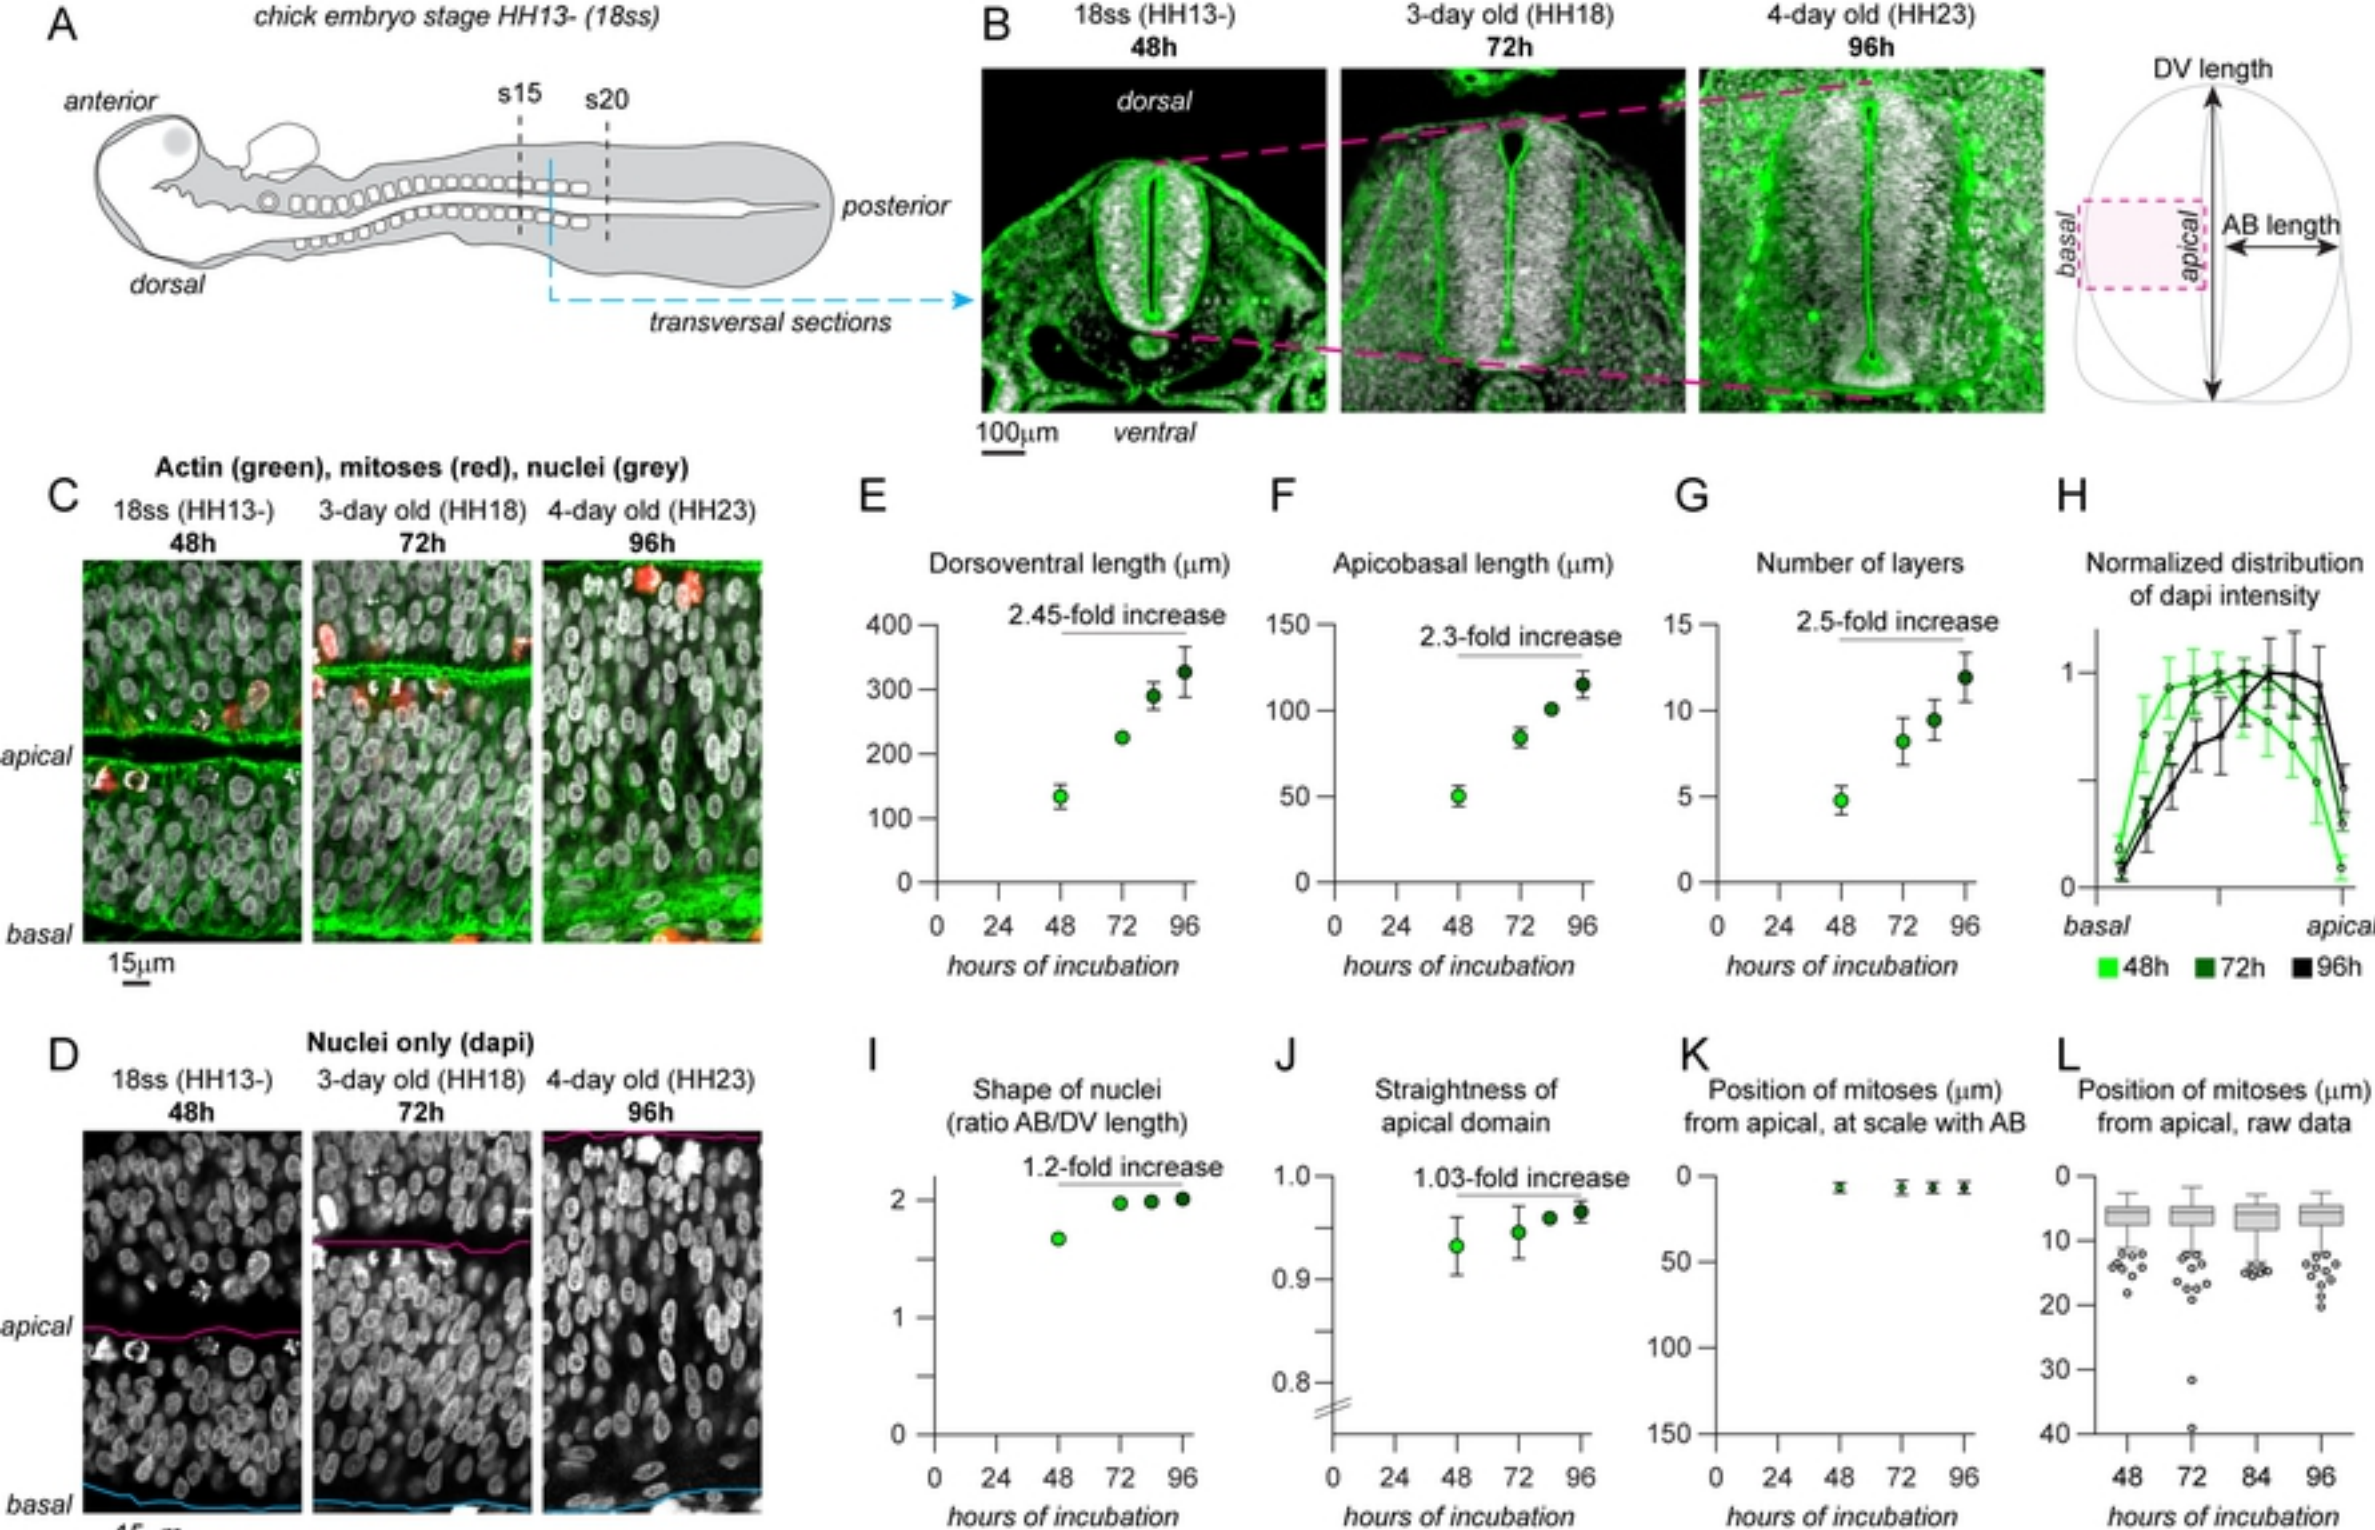 A
chick embryo stage HH13- (18ss)
anterior
s15
s20
posterior
dorsal
transversal sections
B
18ss (HH13-)
48h
3-day old (HH18)
72h
4-day old (HH23)
96h
dorsal
100μm
ventral
DV length
basal
apical
AB length
C
Actin (green), mitoses (red), nuclei (grey)
18ss (HH13-)
48h
3-day old (HH18)
72h
4-day old (HH23)
96h
apical
basal
15μm
D
Nuclei only (dapi)
18ss (HH13-)
48h
3-day old (HH18)
72h
4-day old (HH23)
96h
apical
basal
E
Dorsoventral length (μm)
2.45-fold increase
400
300
200
100
0
0 24 48 72 96
hours of incubation
F
Apicobasal length (μm)
2.3-fold increase
150
100
50
0
0 24 48 72 96
hours of incubation
G
Number of layers
2.5-fold increase
15
10
5
0
0 24 48 72 96
hours of incubation
H
Normalized distribution
of dapi intensity
1
0
basal
apical
48h 72h 96h
I
Shape of nuclei
(ratio AB/DV length)
1.2-fold increase
2
1
0
0 24 48 72 96
hours of incubation
J
Straightness of
apical domain
1.03-fold increase
1.0
0.9
0.8
0 24 48 72 96
hours of incubation
K
Position of mitoses (μm)
from apical, at scale with AB
0
50
100
150
0 24 48 72 96
hours of incubation
L
Position of mitoses (μm)
from apical, raw data
0
10
20
30
40
48 72 84 96
hours of incubation